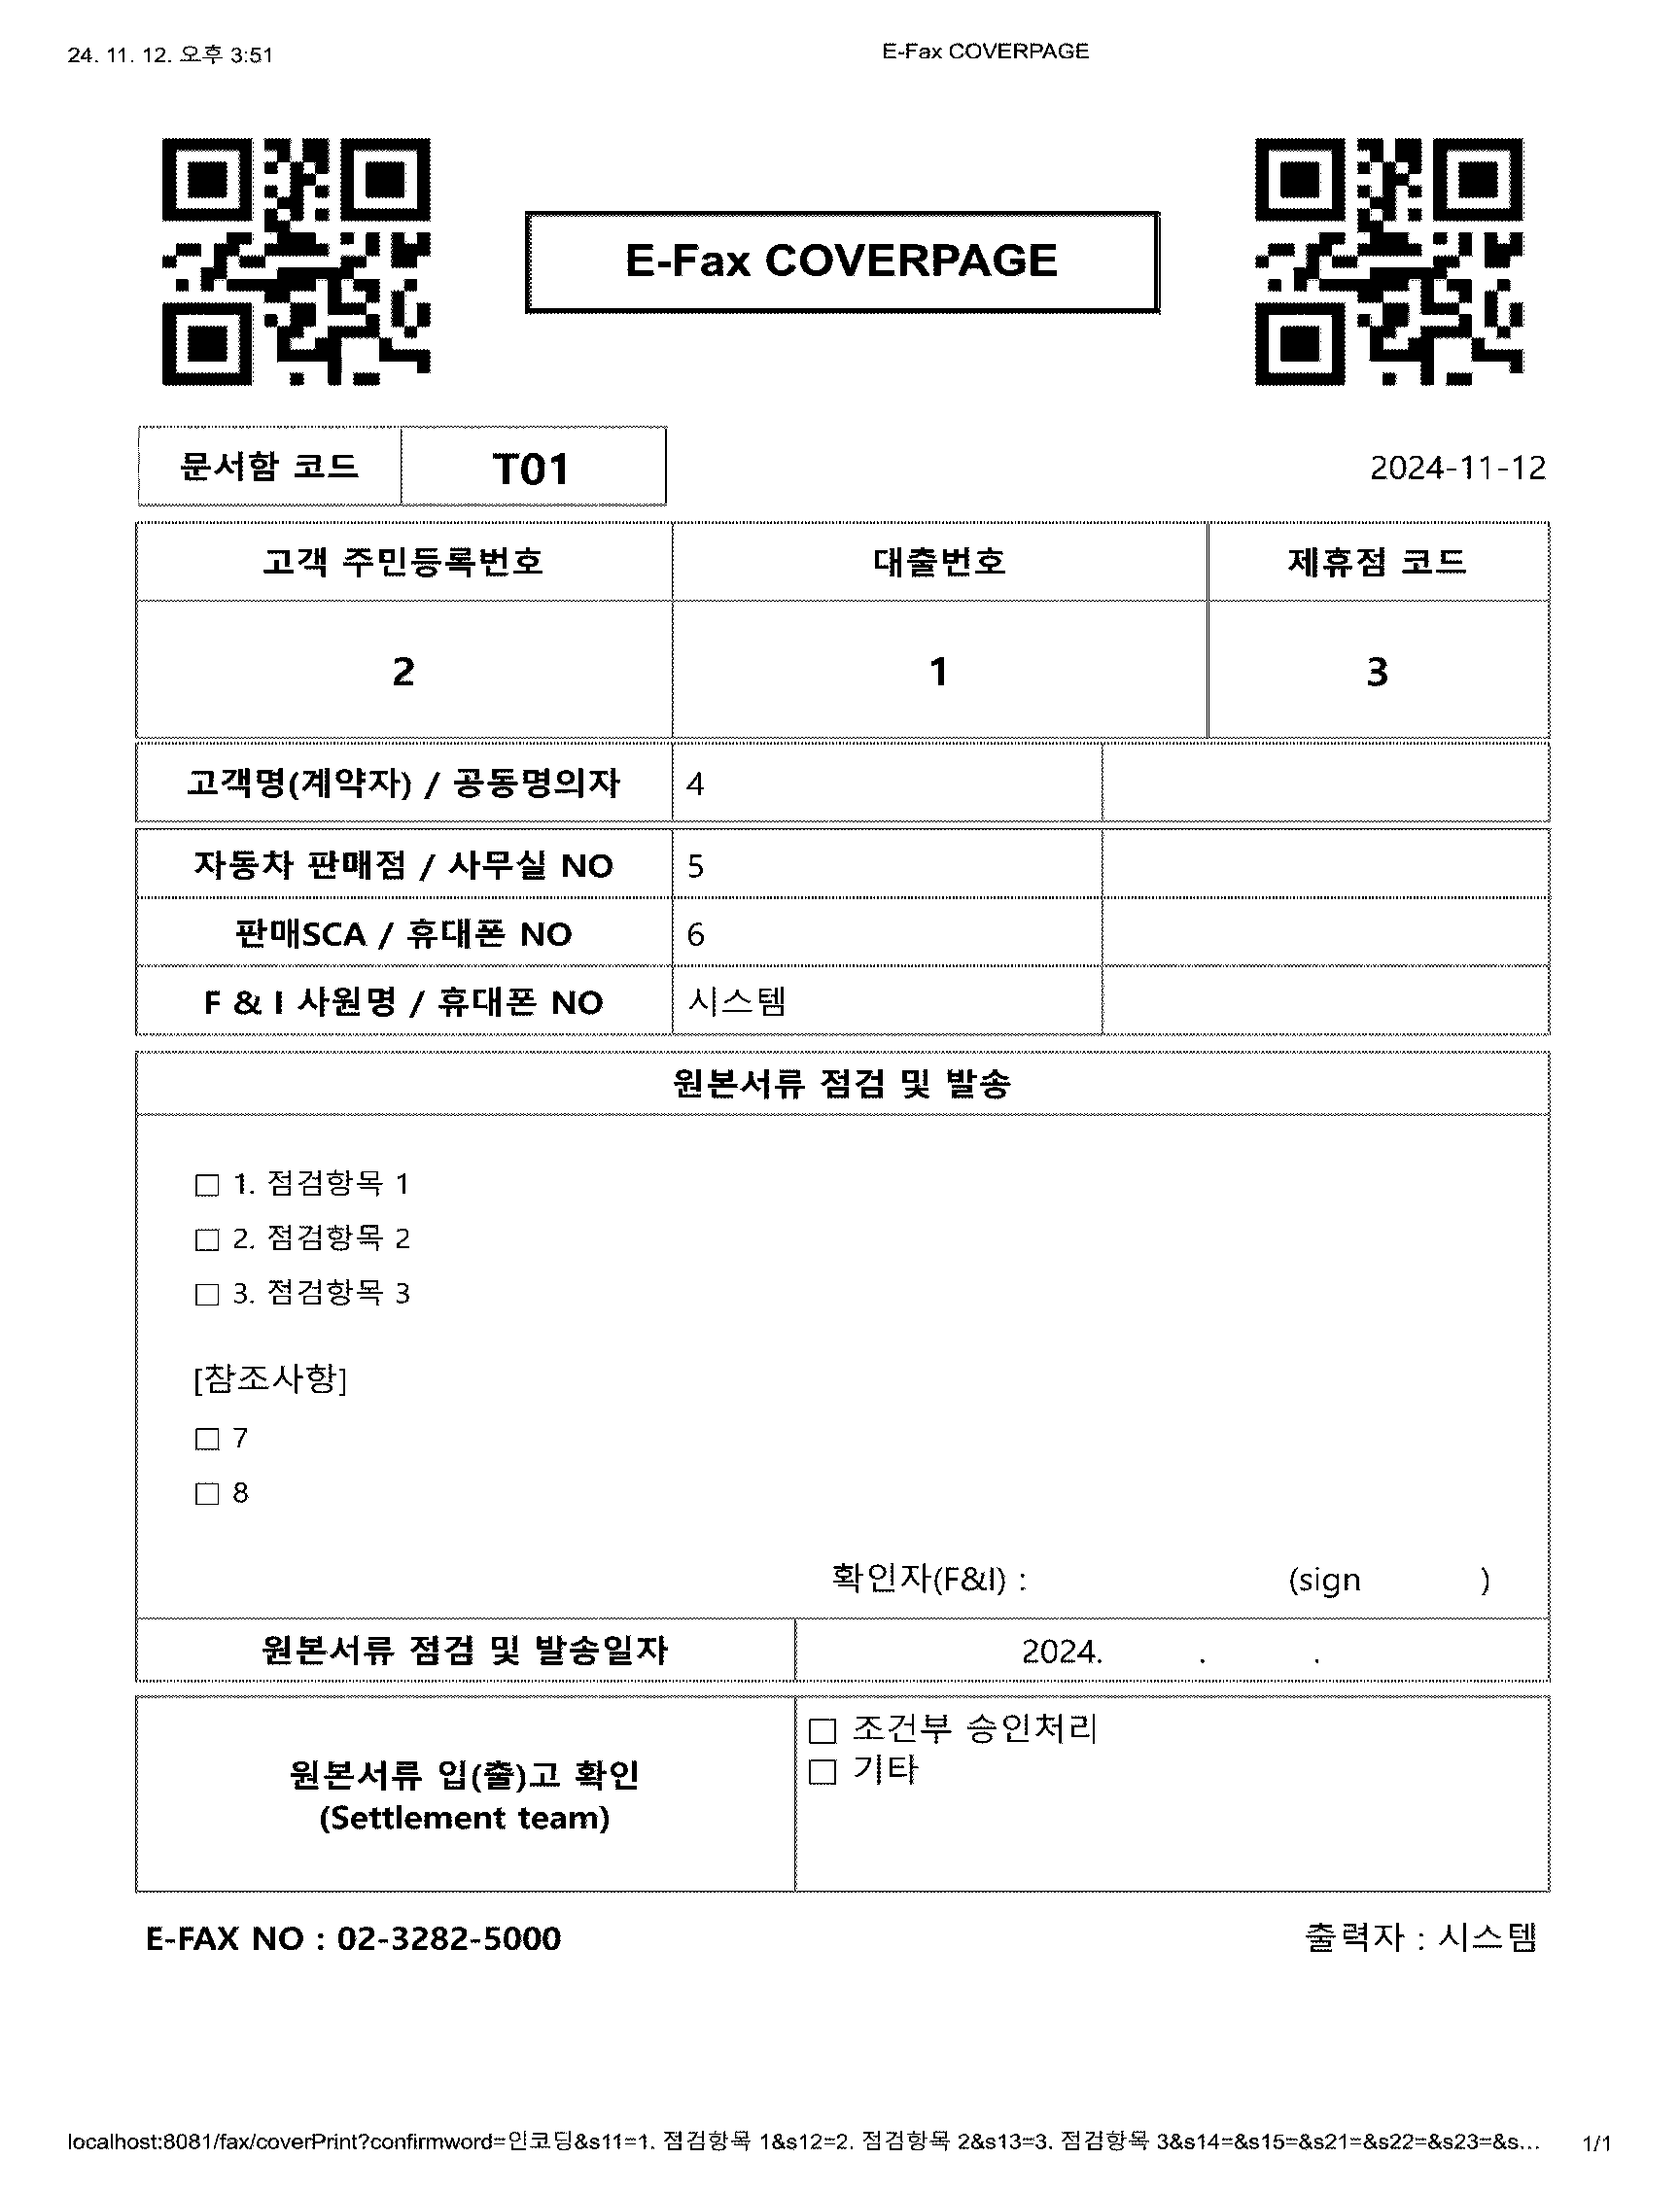 24. 11. 12. 오후 3:51
E-Fax COVERPAGE
E-Fax COVERPAGE
문서함 코드 T01
2024-11-12
고객 주민등록번호 대출번호 제휴점 코드
2 1 3
고객명(계약자) / 공동명의자 4
자동차 판매점 / 사무실 NO 5
판매SCA / 휴대폰 NO 6
F & I 사원명 / 휴대폰 NO 시스템
원본서류 점검 및 발송
□ 1. 점검항목 1
□ 2. 점검항목 2
□ 3. 점검항목 3
[참조사항]
□ 7
□ 8
확인자(F&I) : (sign )
원본서류 점검 및 발송일자 2024. . .
원본서류 입(출)고 확인
(Settlement team)
□ 조건부 승인처리
□ 기타
E-FAX NO : 02-3282-5000
출력자 : 시스템
localhost:8081/fax/coverPrint?confirmword=인코딩&s11=1. 점검항목 1&s12=2. 점검항목 2&s13=3. 점검항목 3&s14=&s15=&s21=&s22=&s23=&s...
1/1